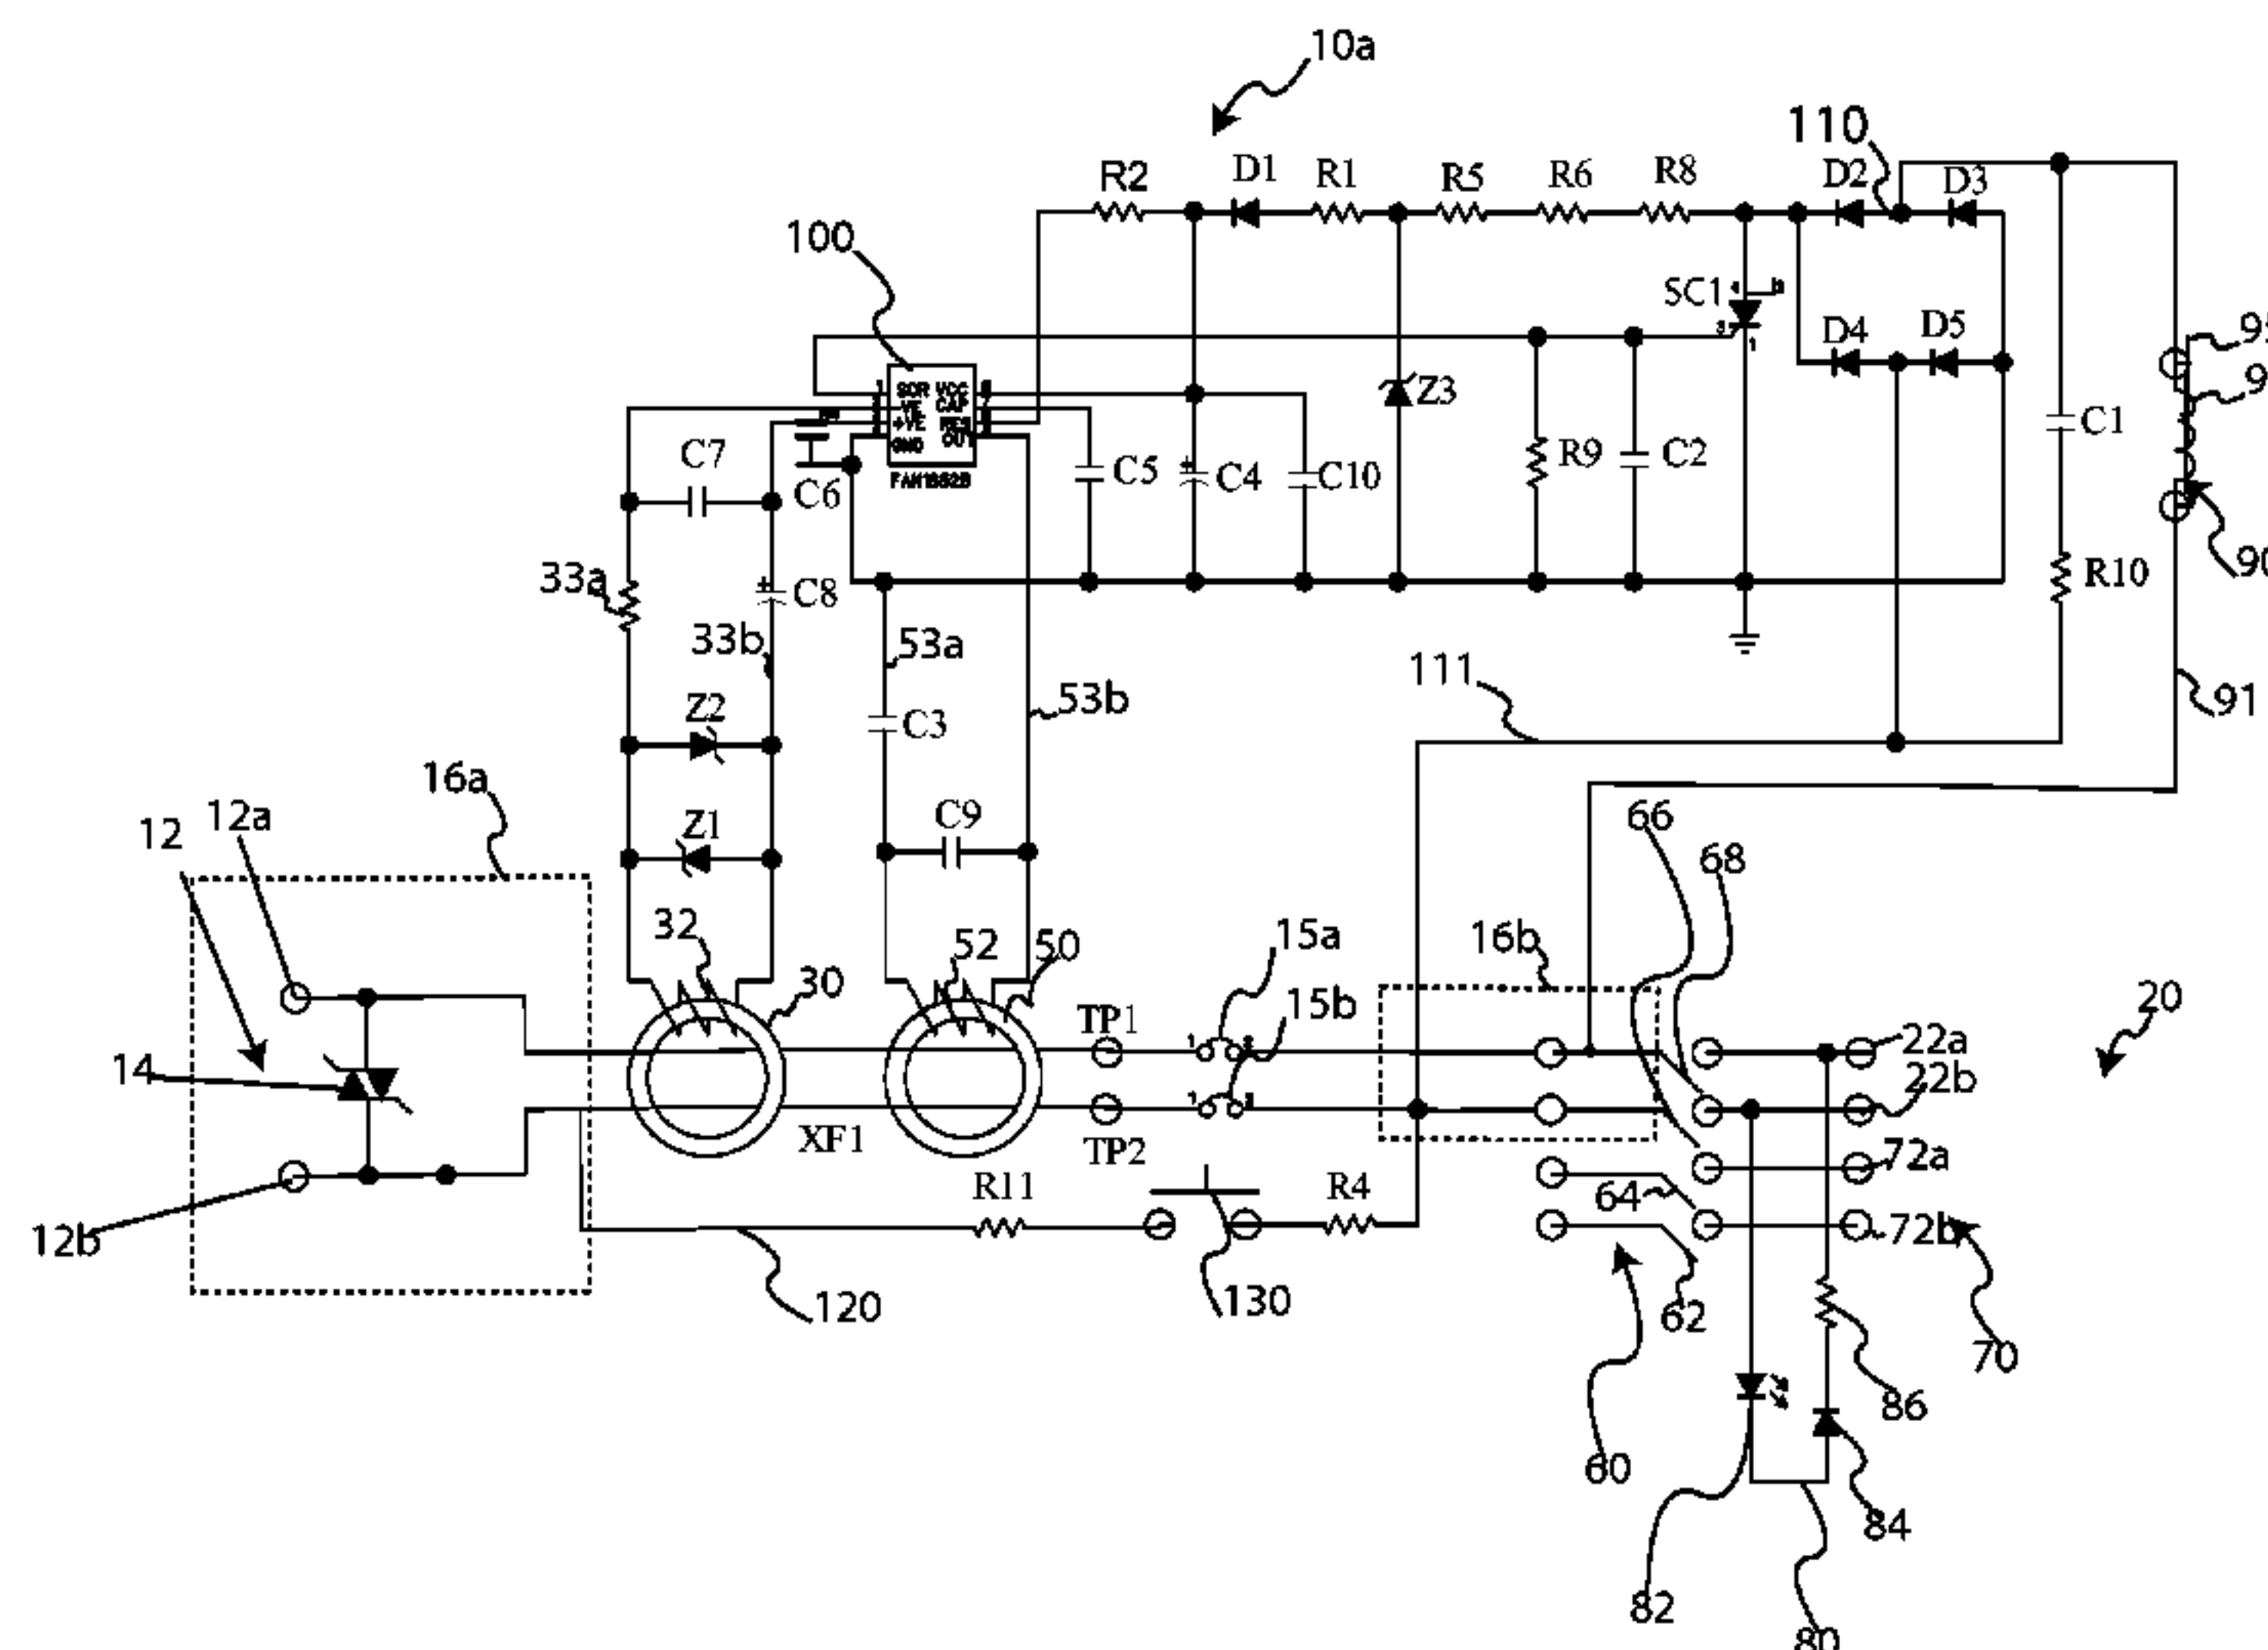 10a
110
R2 D1 R1 R5 R6 R8 D2 D3
100
SC1
D4 D5
Z3
VCC
+VE
GND
C7 C6 C5 C4 C10 R9 C2 C1
33a C8 R10
33b 53a
111
Z2 C3 53b 91
16a
12 12a Z1 C9 66
68
32 52 50 15a 16b
30 15b 20
TP1 22a
14 22b
XF1 TP2 72a
12b R11 R4 64 72b
120 130 62 70
86
60
84
82
80